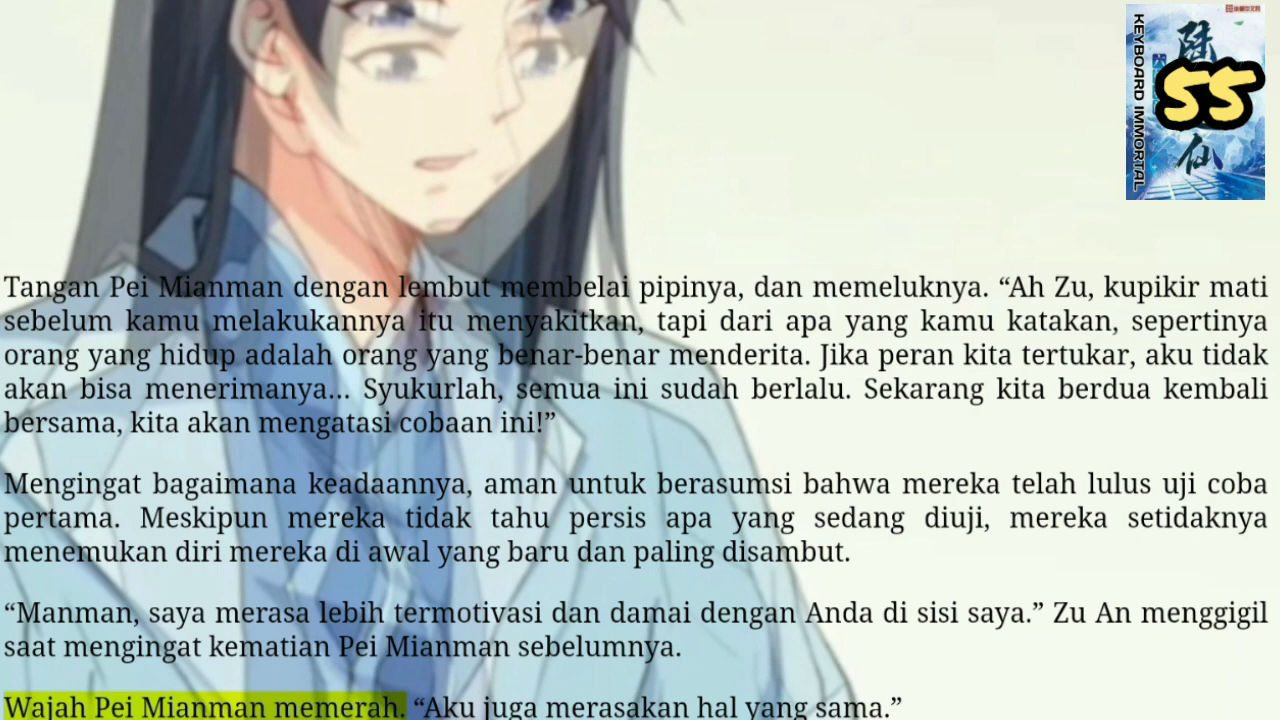 KEYBOARD IMMORTAL
陆
仙
55
Tangan Pei Mianman dengan lembut membelai pipinya, dan memeluknya. “Ah Zu, kupikir mati
sebelum kamu melakukannya itu menyakitkan, tapi dari apa yang kamu katakan, sepertinya
orang yang hidup adalah orang yang benar-benar menderita. Jika peran kita tertukar, aku tidak
akan bisa menerimanya... Syukurlah, semua ini sudah berlalu. Sekarang kita berdua kembali
bersama, kita akan mengatasi cobaan ini!”
Mengingat bagaimana keadaannya, aman untuk berasumsi bahwa mereka telah lulus uji coba
pertama. Meskipun mereka tidak tahu persis apa yang sedang diuji, mereka setidaknya
menemukan diri mereka di awal yang baru dan paling disambut.
“Manman, saya merasa lebih termotivasi dan damai dengan Anda di sisi saya.” Zu An menggigil
saat mengingat kematian Pei Mianman sebelumnya.
Wajah Pei Mianman memerah. “Aku juga merasakan hal yang sama.”